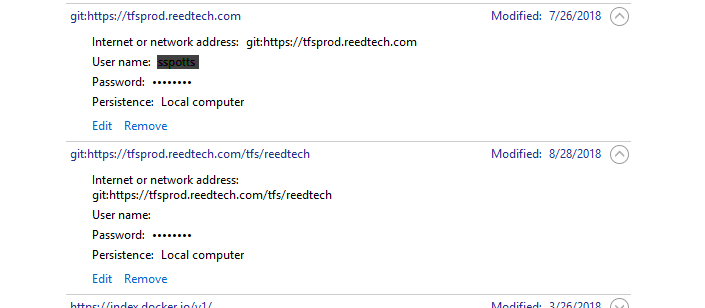 git:https://tfsprod.reedtech.com Modified: 7/26/2018
Internet or network address: git:https://tfsprod.reedtech.com
User name: sspotts
Password: ••••••••
Persistence: Local computer
Edit Remove
git:https://tfsprod.reedtech.com/tfs/reedtech Modified: 8/28/2018
Internet or network address:
git:https://tfsprod.reedtech.com/tfs/reedtech
User name:
Password: ••••••••
Persistence: Local computer
Edit Remove
https://index.docker.io/v1/ Modified: 3/26/2018